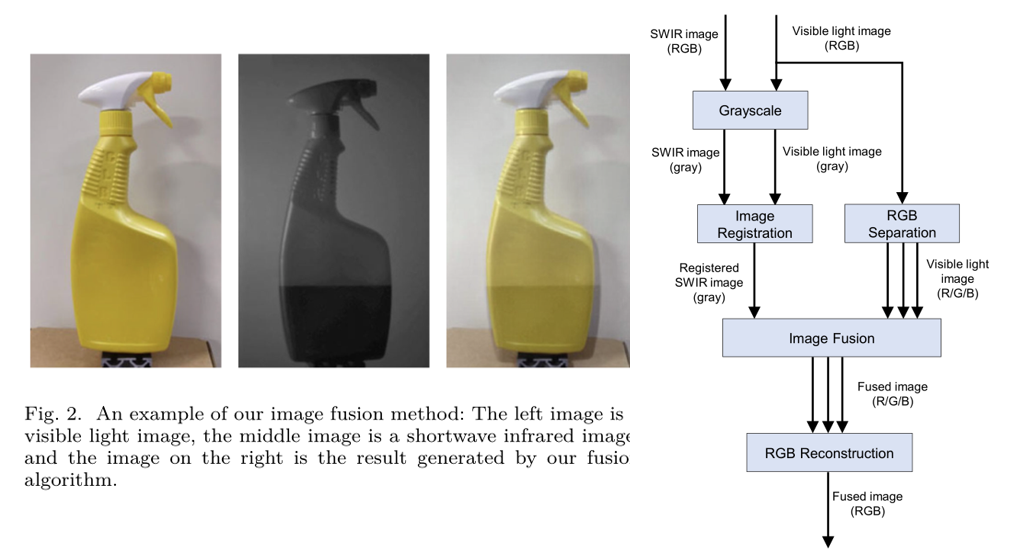 Fig. 2. An example of our image fusion method: The left image is
visible light image, the middle image is a shortwave infrared image
and the image on the right is the result generated by our fusio
algorithm.
SWIR image
(RGB)
Visible light image
(RGB)
Grayscale
SWIR image
(gray)
Visible light image
(gray)
Image
Registration
RGB
Separation
Registered
SWIR image
(gray)
Visible light
image
(R/G/B)
Image Fusion
Fused image
(R/G/B)
RGB Reconstruction
Fused image
(RGB)